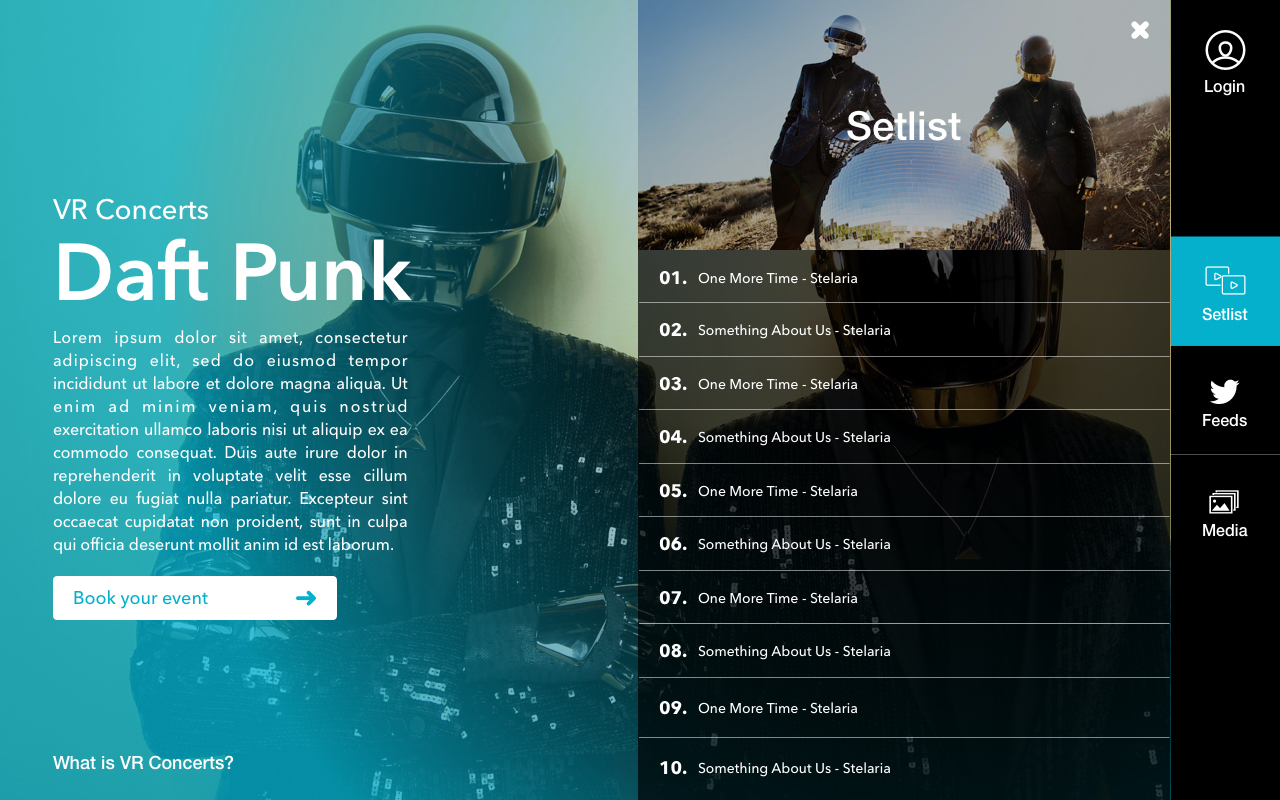 VR Concerts
Daft Punk
Lorem ipsum dolor sit amet, consectetur
adipiscing elit, sed do eiusmod tempor
incididunt ut labore et dolore magna aliqua. Ut
enim ad minim veniam, quis nostrud
exercitation ullamco laboris nisi ut aliquip ex ea
commodo consequat. Duis aute irure dolor in
reprehenderit in voluptate velit esse cillum
dolore eu fugiat nulla pariatur. Excepteur sint
occaecat cupidatat non proident, sunt in culpa
qui officia deserunt mollit anim id est laborum.
Book your event
What is VR Concerts?
Setlist
01. One More Time - Stelaria
02. Something About Us - Stelaria
03. One More Time - Stelaria
04. Something About Us - Stelaria
05. One More Time - Stelaria
06. Something About Us - Stelaria
07. One More Time - Stelaria
08. Something About Us - Stelaria
09. One More Time - Stelaria
10. Something About Us - Stelaria
Login
Setlist
Feeds
Media